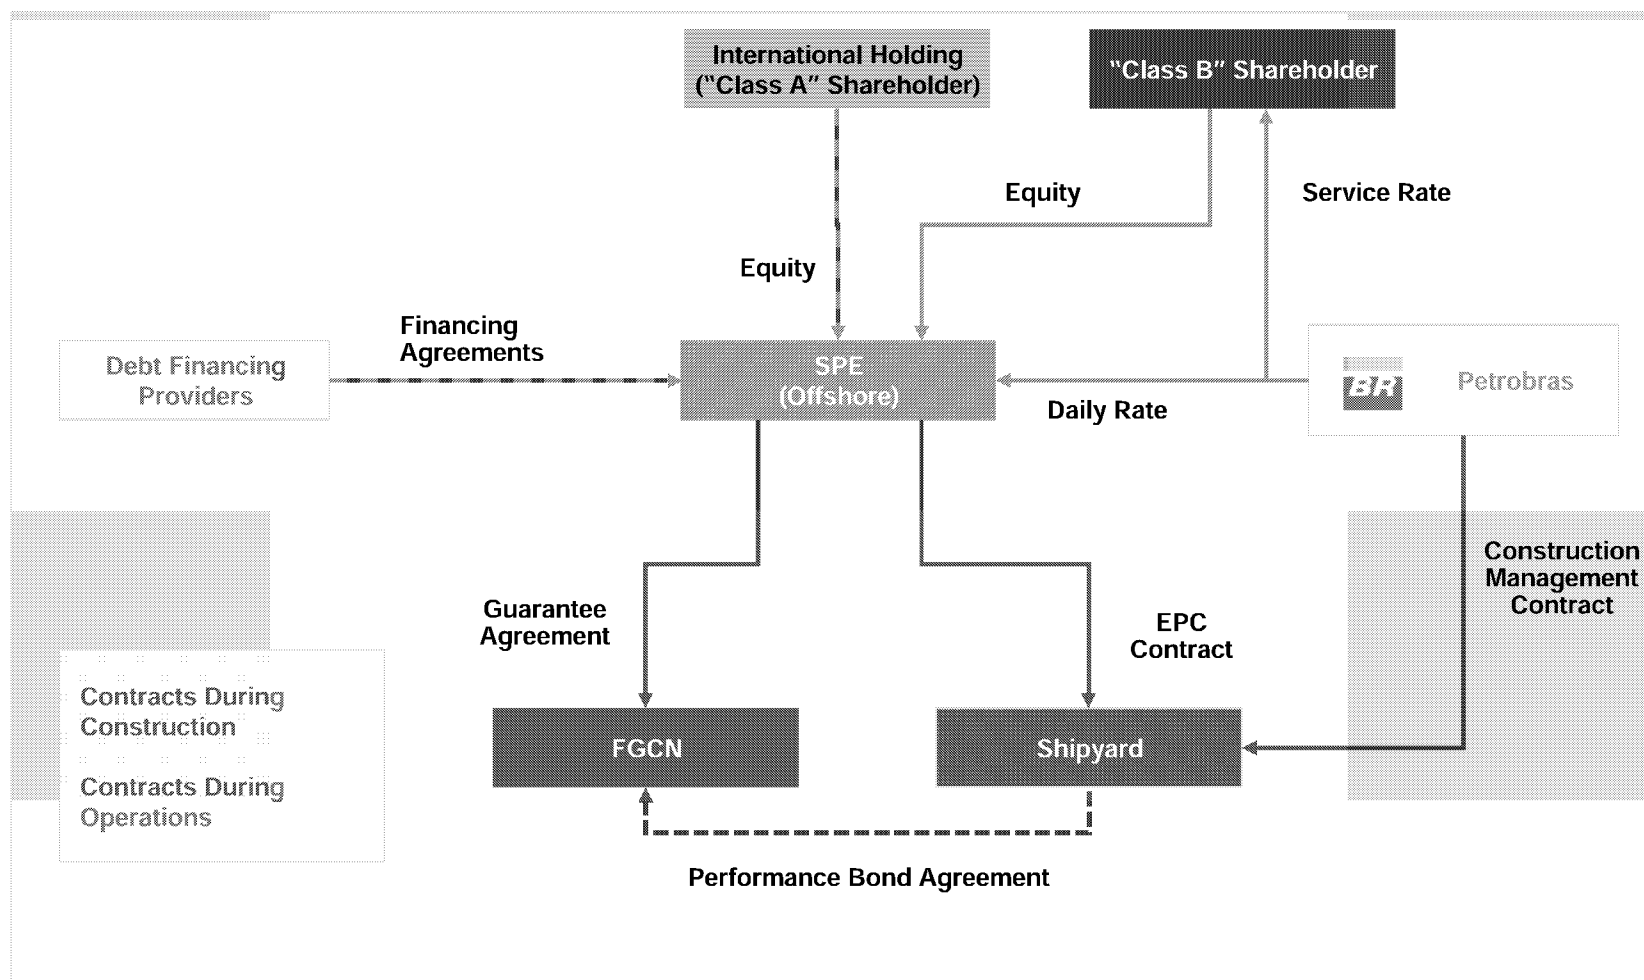 International Holding
(“Class A” Shareholder)
“Class B” Shareholder
Equity
Service Rate
Equity
Financing
Agreements
Debt Financing
Providers
SPE
(Offshore)
Daily Rate
BR
Petrobras
Construction
Management
Contract
Guarantee
Agreement
EPC
Contract
Contracts During
Construction
Contracts During
Operations
FGCN
Shipyard
Performance Bond Agreement